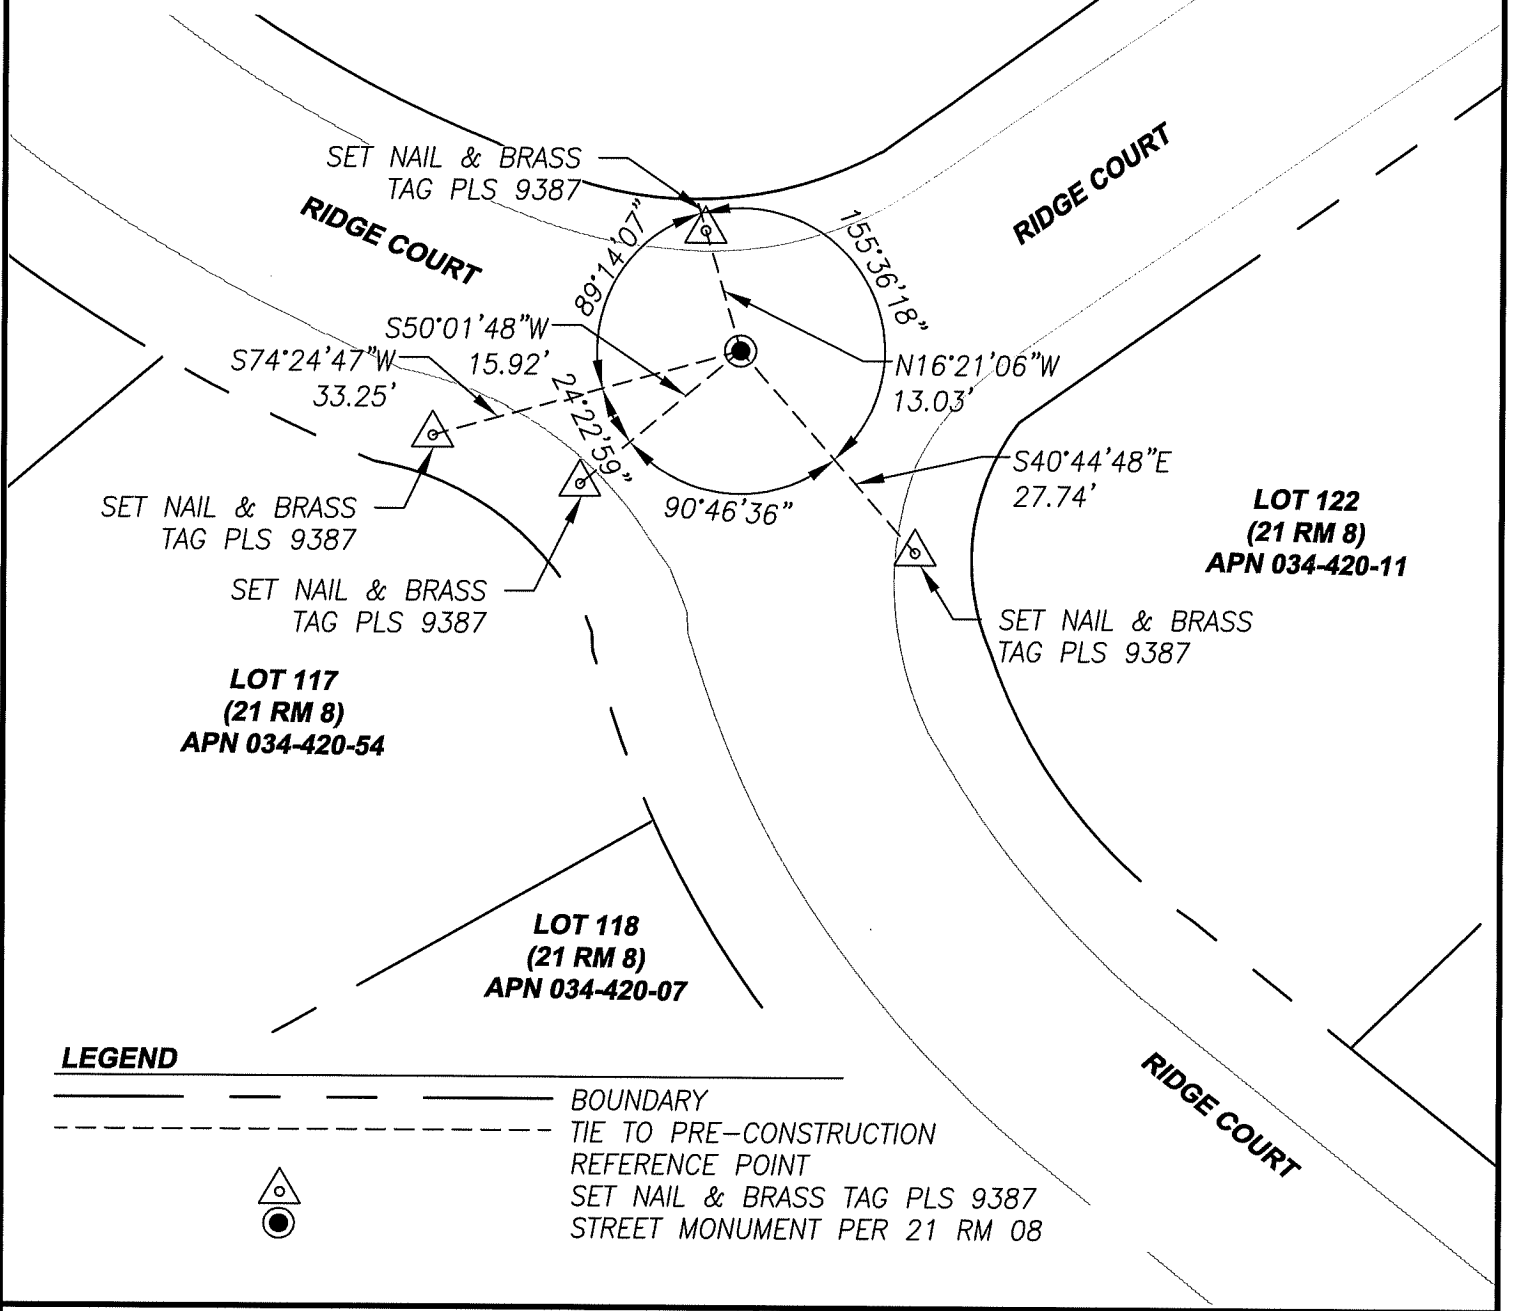 SET NAIL & BRASS
TAG PLS 9387
RIDGE COURT
RIDGE COURT
89°14'07"
155°36'18"
S50°01'48"W
15.92'
S74°24'47"W
33.25'
24°22'59"
N16°21'06"W
13.03'
S40°44'48"E
27.74'
90°46'36"
SET NAIL & BRASS
TAG PLS 9387
SET NAIL & BRASS
TAG PLS 9387
LOT 122
(21 RM 8)
APN 034-420-11
SET NAIL & BRASS
TAG PLS 9387
LOT 117
(21 RM 8)
APN 034-420-54
LOT 118
(21 RM 8)
APN 034-420-07
RIDGE COURT
LEGEND
BOUNDARY
TIE TO PRE-CONSTRUCTION
REFERENCE POINT
SET NAIL & BRASS TAG PLS 9387
STREET MONUMENT PER 21 RM 08